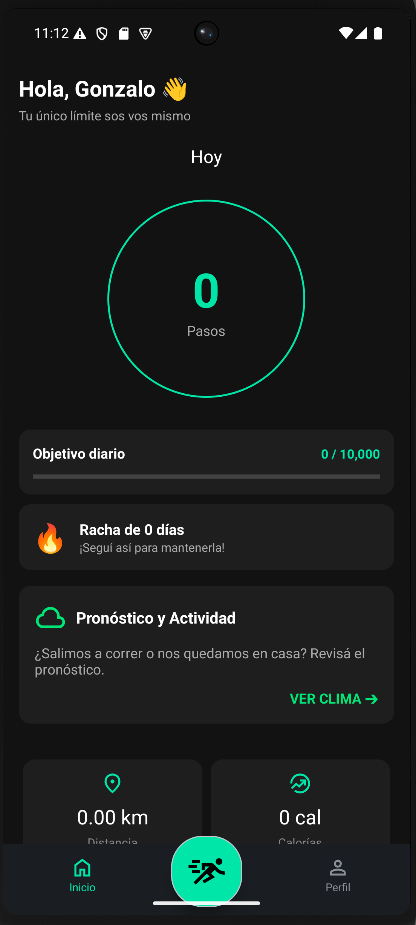 11:12
Hola, Gonzalo 👋
Tu único límite sos vos mismo
Hoy
0
Pasos
Objetivo diario 0 / 10,000
Racha de 0 días
¡Seguí así para mantenerla!
Pronóstico y Actividad
¿Salimos a correr o nos quedamos en casa? Revisá el
pronóstico.
VER CLIMA →
0.00 km 0 cal
Distancia Calorías
Inicio Perfil